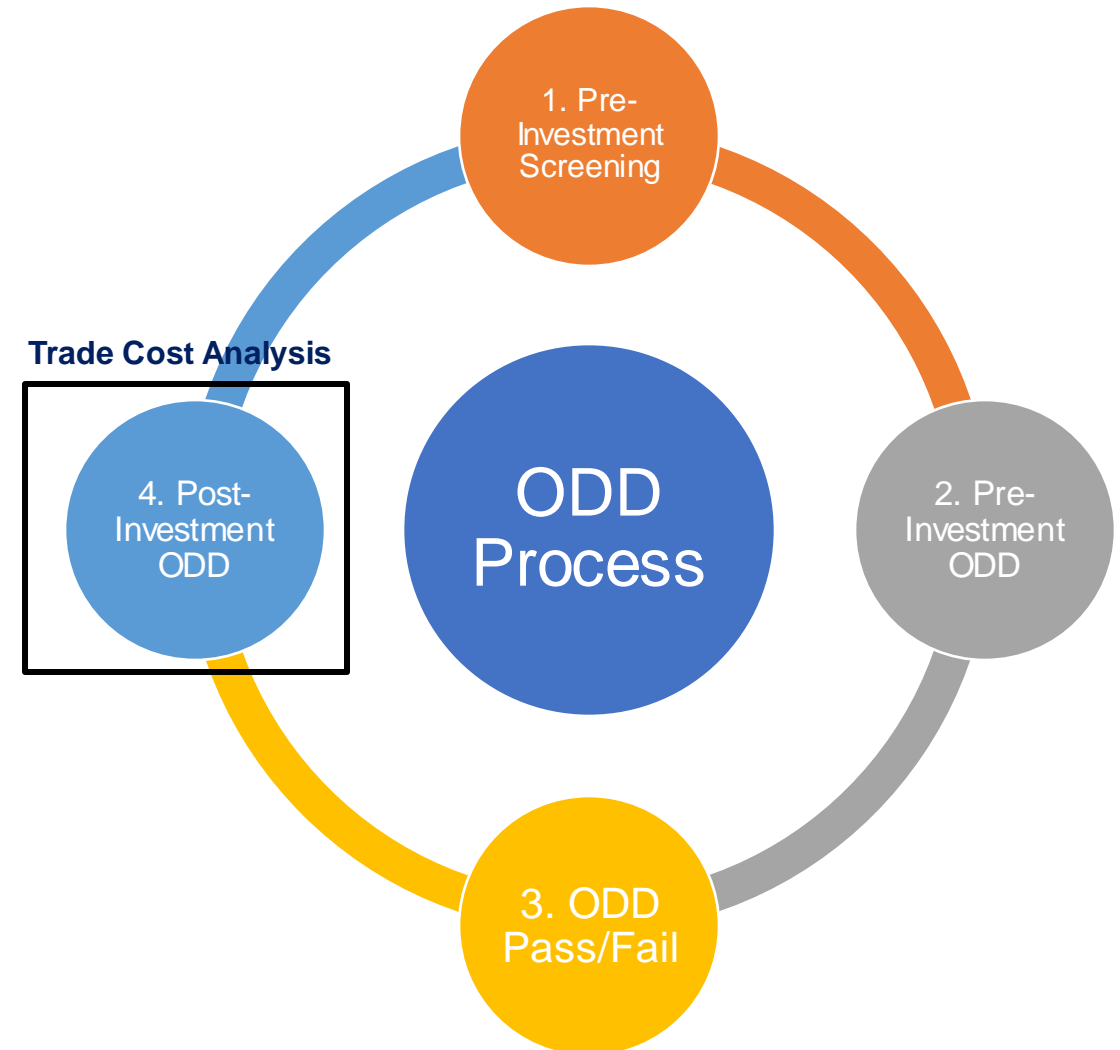 1. Pre-
Investment
Screening
Trade Cost Analysis
4. Post-
Investment
ODD
ODD
Process
2. Pre-
Investment
ODD
3. ODD
Pass/Fail